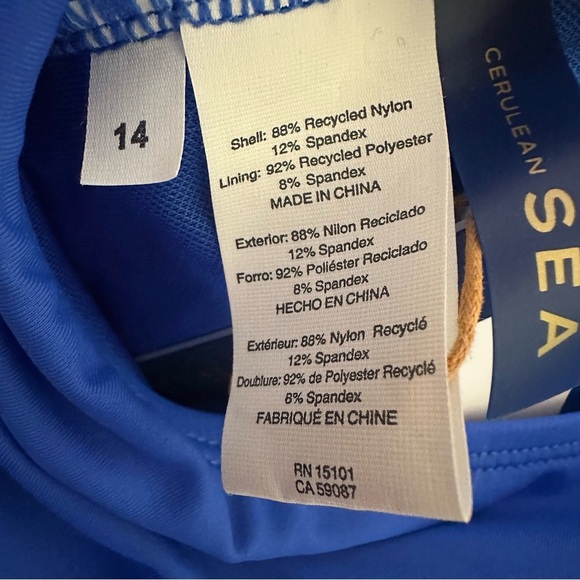 14
Shell: 88% Recycled Nylon
12% Spandex
Lining: 92% Recycled Polyester
8% Spandex
MADE IN CHINA
Exterior: 88% Nilon Reciclado
12% Spandex
Forro: 92% Poliéster Reciclado
8% Spandex
HECHO EN CHINA
Extérieur: 88% Nylon Recyclé
12% Spandex
Doublure: 92% de Polyester Recyclé
8% Spandex
FABRIQUÉ EN CHINE
RN 15101
CA 59087
CERULEAN
SEA